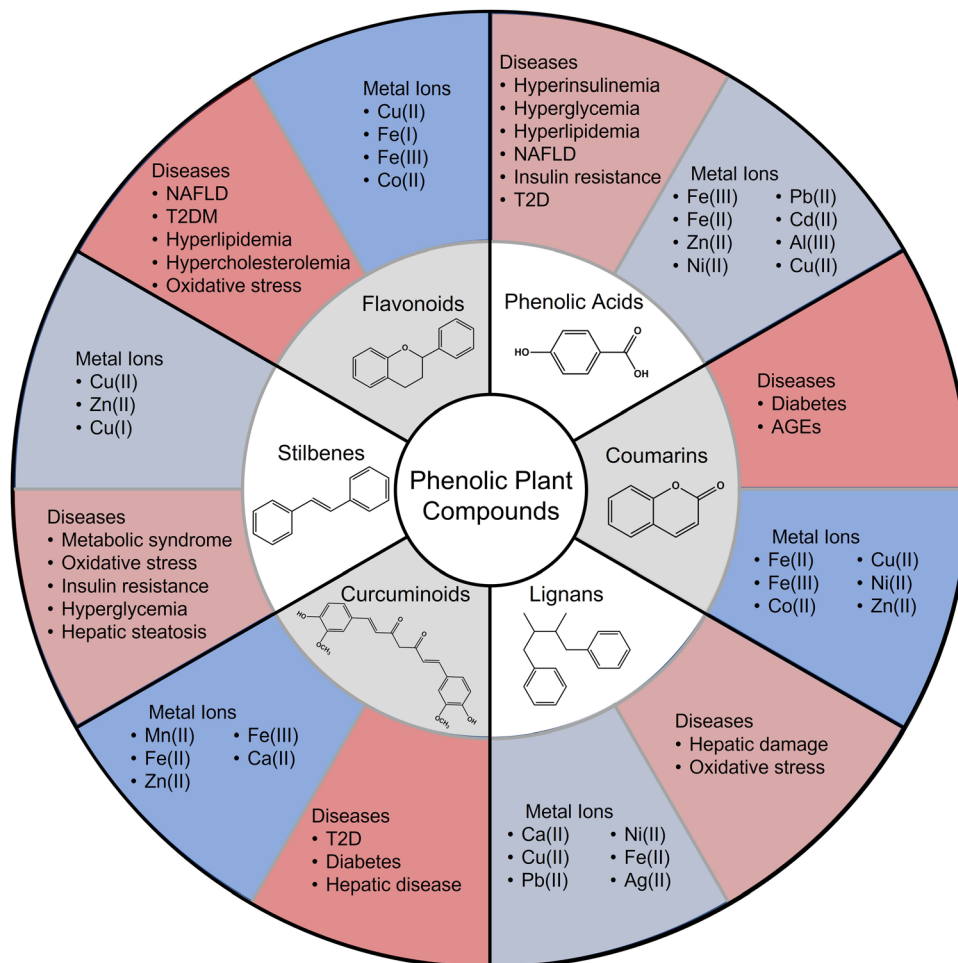 Phenolic Plant
Compounds
Flavonoids
O
Metal Ions
• Cu(II)
• Fe(I)
• Fe(III)
• Co(II)
Diseases
• NAFLD
• T2DM
• Hyperlipidemia
• Hypercholesterolemia
• Oxidative stress
Phenolic Acids
HO
O
OH
Diseases
• Hyperinsulinemia
• Hyperglycemia
• Hyperlipidemia
• NAFLD
• Insulin resistance
• T2D
Metal Ions
• Fe(III) • Pb(II)
• Fe(II) • Cd(II)
• Zn(II) • Al(III)
• Ni(II) • Cu(II)
Coumarins
O O
Diseases
• Diabetes
• AGEs
Metal Ions
• Fe(II) • Cu(II)
• Fe(III) • Ni(II)
• Co(II) • Zn(II)
Lignans
Diseases
• Hepatic damage
• Oxidative stress
Metal Ions
• Ca(II) • Ni(II)
• Cu(II) • Fe(II)
• Pb(II) • Ag(II)
Curcuminoids
HO
OCH₃
O
O
OCH₃
OH
Diseases
• T2D
• Diabetes
• Hepatic disease
Metal Ions
• Mn(II) • Fe(III)
• Fe(II) • Ca(II)
• Zn(II)
Stilbenes
Diseases
• Metabolic syndrome
• Oxidative stress
• Insulin resistance
• Hyperglycemia
• Hepatic steatosis
Metal Ions
• Cu(II)
• Zn(II)
• Cu(I)